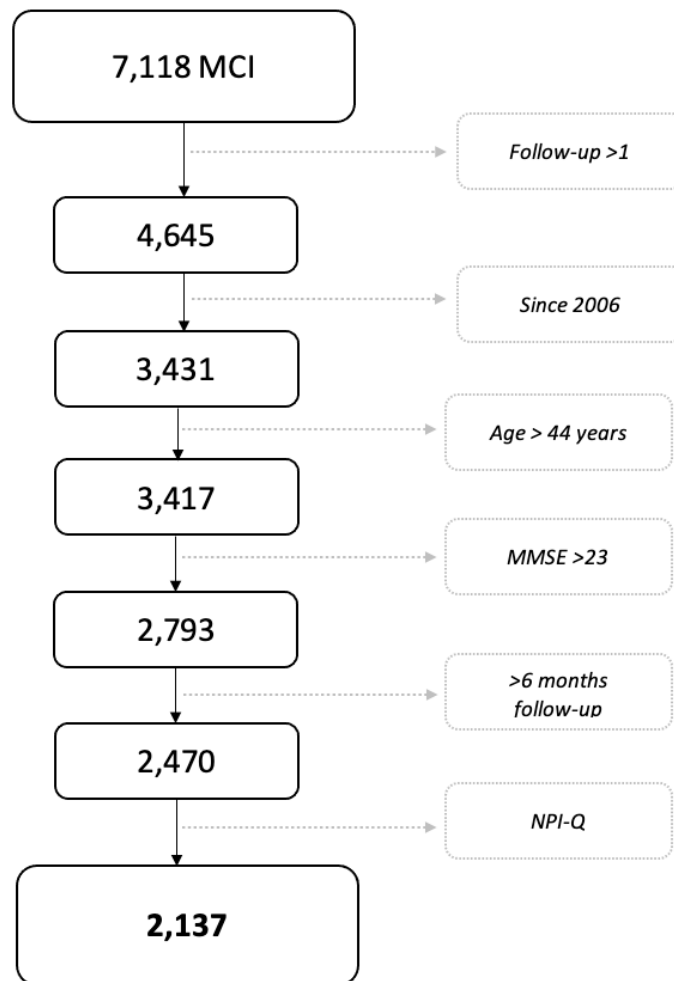 7,118 MCI
Follow-up >1
4,645
Since 2006
3,431
Age > 44 years
3,417
MMSE >23
2,793
>6 months
follow-up
2,470
NPI-Q
2,137